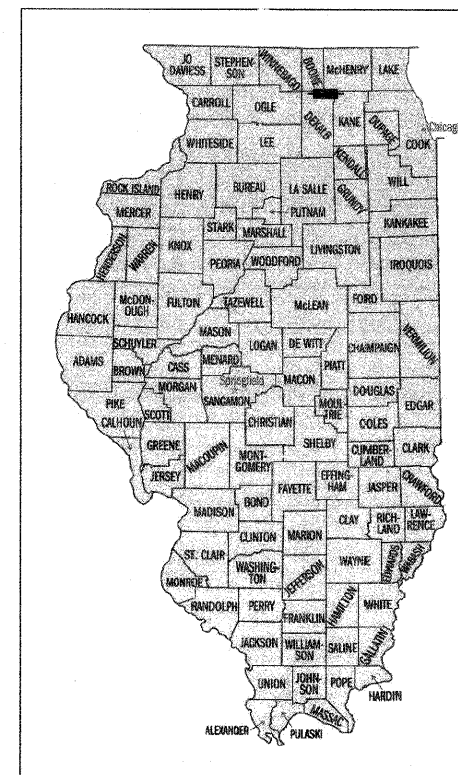 JO DAVIESS
STEPHEN-
SON
WINNEBAGO
BOONE
McHENRY
LAKE
CARROLL
OGLE
DEKALB
KANE
DUPAGE
Chicag
COOK
WHITESIDE
LEE
KENDALL
WILL
ROCK ISLAND
HENRY
BUREAU
LA SALLE
GRUNDY
MERCER
PUTNAM
KANKAKEE
STARK
MARSHALL
HENDERSON
WARREN
KNOX
PEORIA
WOODFORD
LIVINGSTON
IROQUOIS
HANCOCK
McDON-
OUGH
FULTON
TAZEWELL
McLEAN
FORD
MASON
SCHUYLER
LOGAN
DE WITT
CHAMPAIGN
VERMILION
ADAMS
BROWN
CASS
MENARD
PIATT
MORGAN
Springfield
MACON
DOUGLAS
EDGAR
PIKE
SCOTT
SANGAMON
MOUL-
TRIE
CALHOUN
CHRISTIAN
COLES
GREENE
MACOUPIN
SHELBY
CUMBER-
LAND
CLARK
JERSEY
MONT-
GOMERY
FAYETTE
EFFING-
HAM
JASPER
CRAWFORD
MADISON
BOND
CLAY
RICH-
LAND
LAW-
RENCE
CLINTON
MARION
ST. CLAIR
WASHING-
TON
WAYNE
EDWARDS
WABASH
MONROE
JEFFERSON
RANDOLPH
PERRY
HAMILTON
WHITE
FRANKLIN
JACKSON
WILLIAM-
SON
SALINE
GALLATIN
UNION
JOHN-
SON
POPE
HARDIN
MASSAC
ALEXANDER
PULASKI